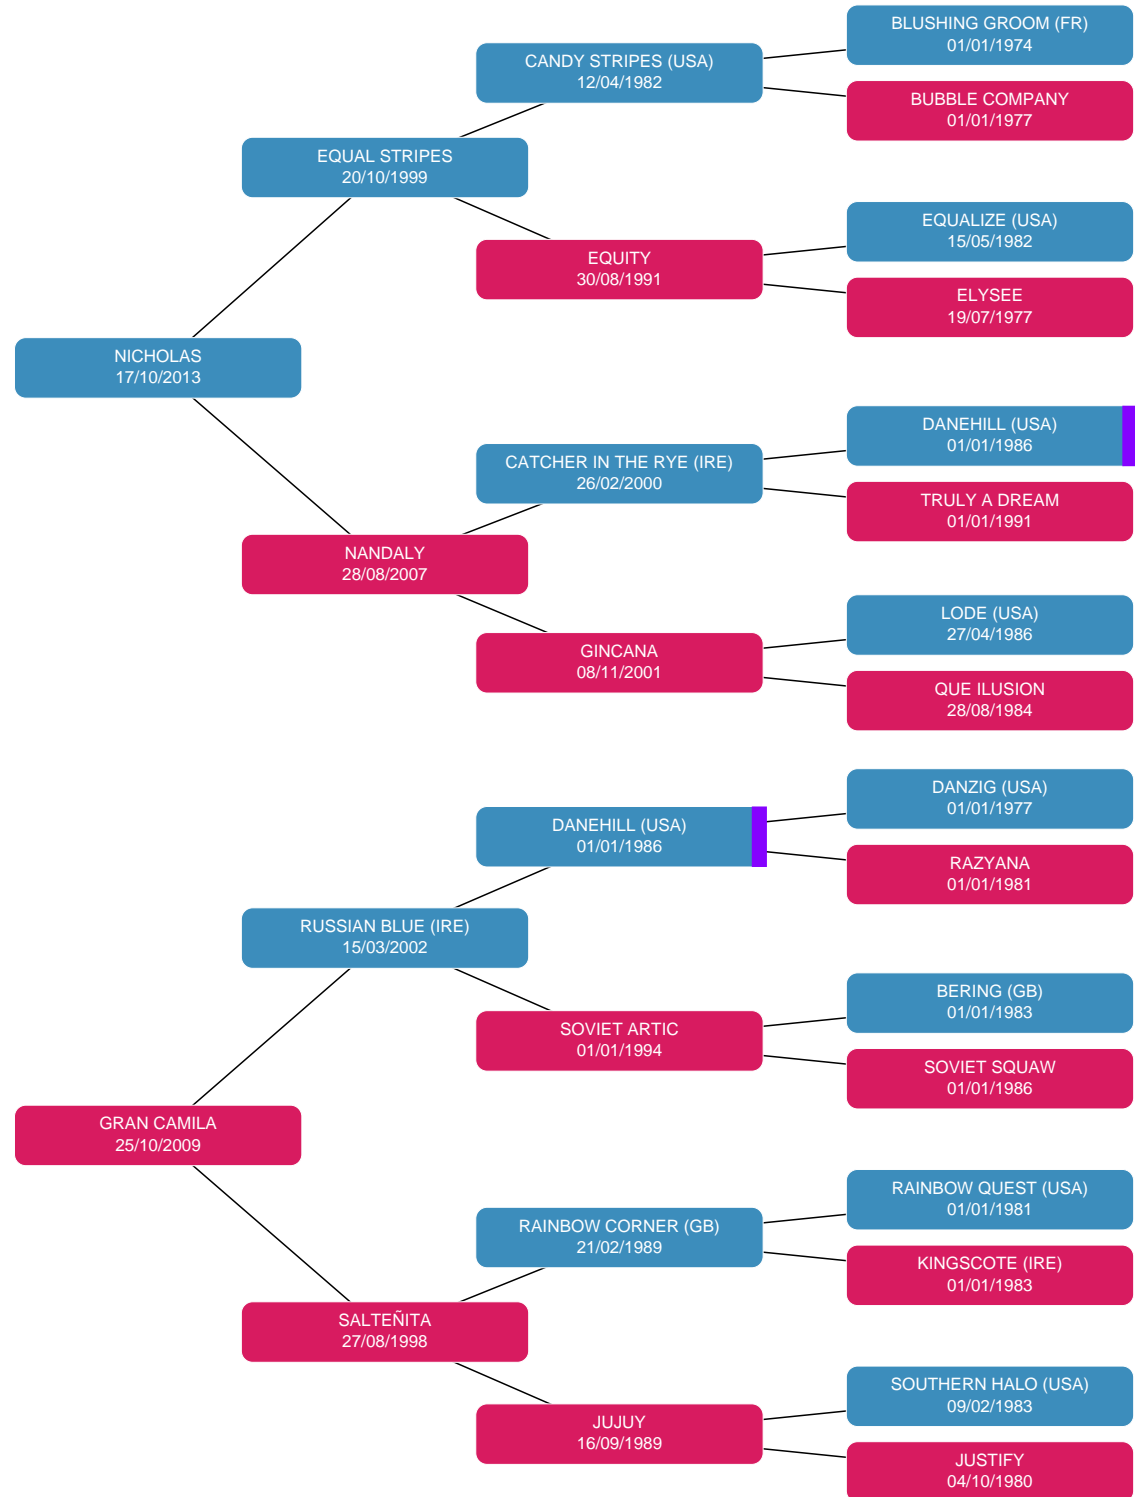 BLUSHING GROOM (FR)
01/01/1974
CANDY STRIPES (USA)
12/04/1982
BUBBLE COMPANY
01/01/1977
EQUAL STRIPES
20/10/1999
EQUALIZE (USA)
15/05/1982
EQUITY
30/08/1991
ELYSEE
19/07/1977
NICHOLAS
17/10/2013
DANEHILL (USA)
01/01/1986
CATCHER IN THE RYE (IRE)
26/02/2000
TRULY A DREAM
01/01/1991
NANDALY
28/08/2007
LODE (USA)
27/04/1986
GINCANA
08/11/2001
QUE ILUSION
28/08/1984
DANZIG (USA)
01/01/1977
DANEHILL (USA)
01/01/1986
RAZYANA
01/01/1981
RUSSIAN BLUE (IRE)
15/03/2002
BERING (GB)
01/01/1983
SOVIET ARTIC
01/01/1994
SOVIET SQUAW
01/01/1986
GRAN CAMILA
25/10/2009
RAINBOW QUEST (USA)
01/01/1981
RAINBOW CORNER (GB)
21/02/1989
KINGSCOTE (IRE)
01/01/1983
SALTEÑITA
27/08/1998
SOUTHERN HALO (USA)
09/02/1983
JUJUY
16/09/1989
JUSTIFY
04/10/1980